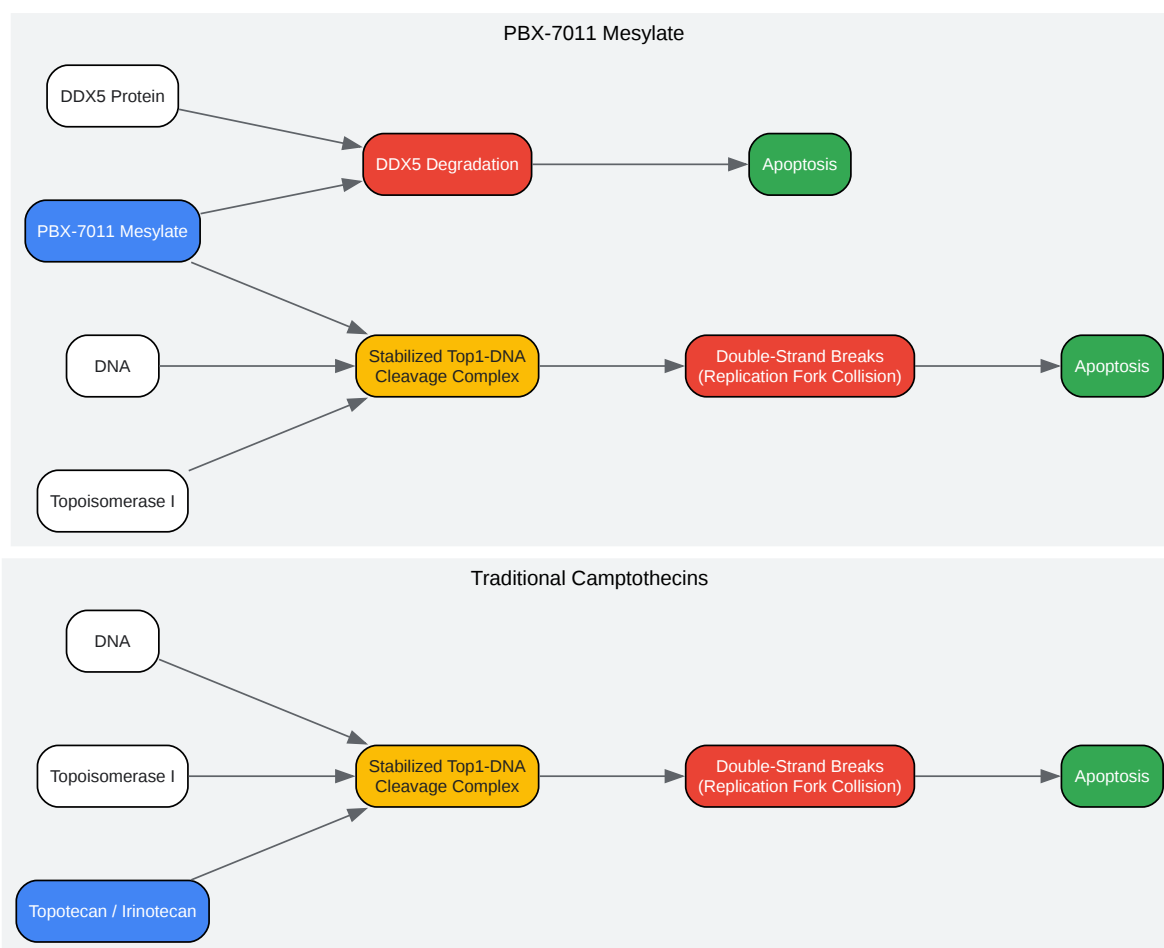 PBX-7011 Mesylate
DDX5 Protein
DDX5 Degradation
Apoptosis
PBX-7011 Mesylate
DNA
Stabilized Top1-DNA
Cleavage Complex
Double-Strand Breaks
(Replication Fork Collision)
Apoptosis
Topoisomerase I
Traditional Camptothecins
DNA
Topoisomerase I
Stabilized Top1-DNA
Cleavage Complex
Double-Strand Breaks
(Replication Fork Collision)
Apoptosis
Topotecan / Irinotecan